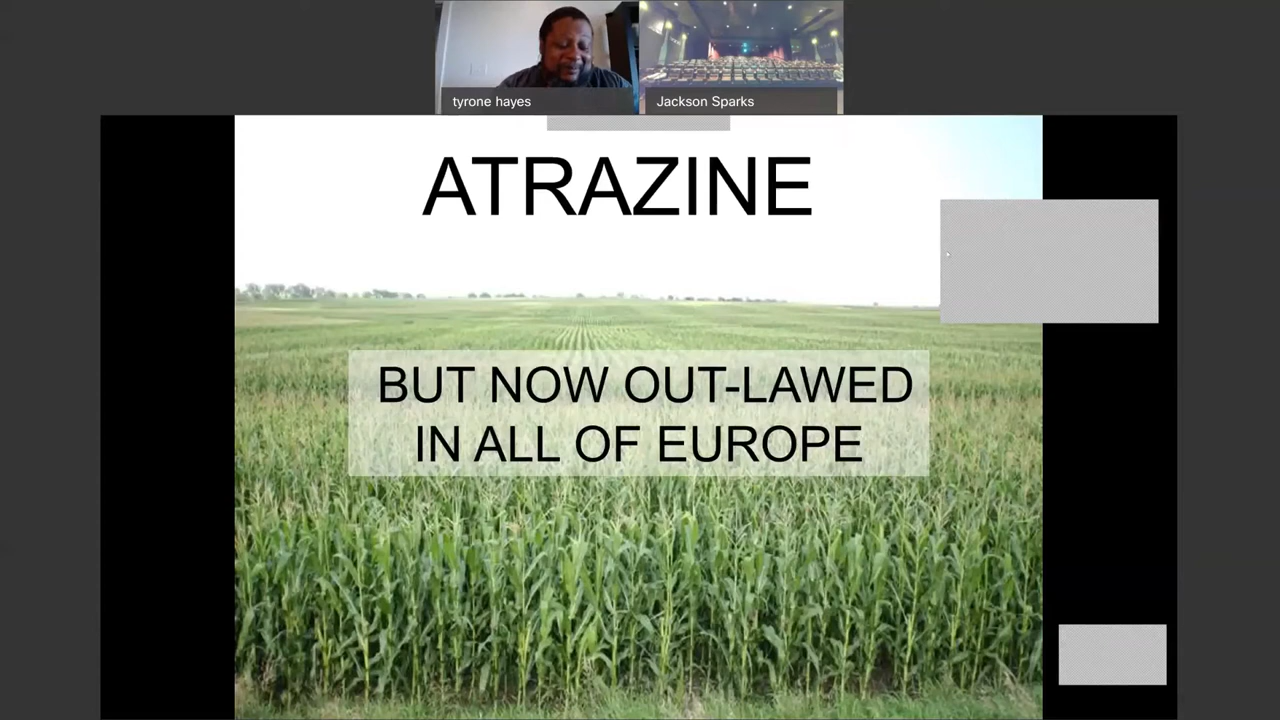 tyrone hayes
Jackson Sparks
ATRAZINE
BUT NOW OUT-LAWED
IN ALL OF EUROPE